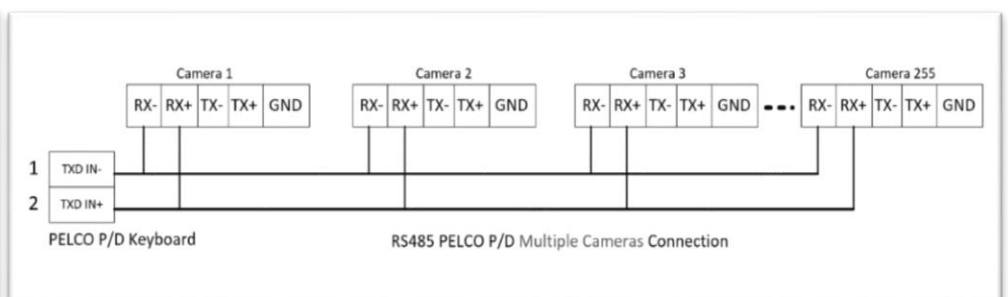 Camera 1 Camera 2 Camera 3 Camera 255
RX- RX+ TX- TX+ GND RX- RX+ TX- TX+ GND RX- RX+ TX- TX+ GND RX- RX+ TX- TX+ GND
1 TXD IN-
2 TXD IN+
PELCO P/D Keyboard RS485 PELCO P/D Multiple Cameras Connection